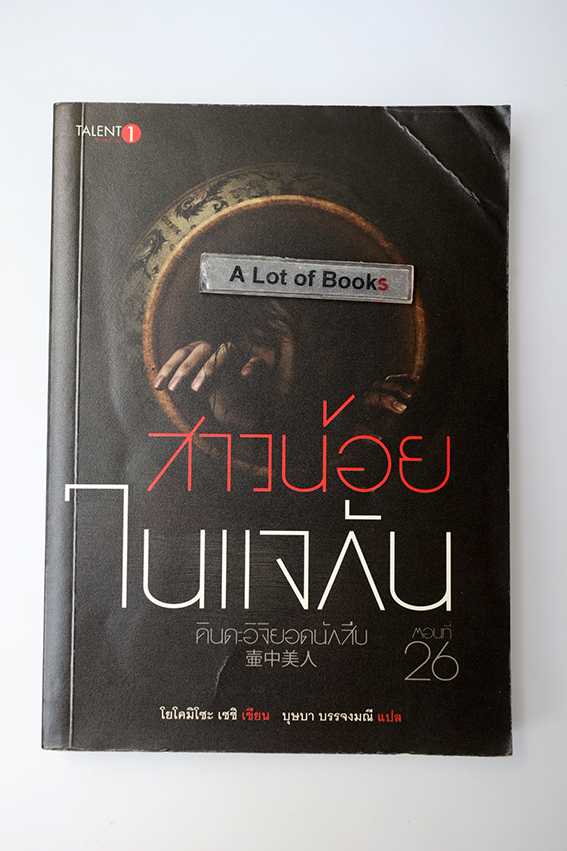 TALENT 1
A Lot of Books
สาวน้อย
ในแจกัน
คินดะอิจิยอดนักสืบ
壷中美人
ตอนที่
26
โยโคมิโซะ เซชิ เขียน บุษบา บรรจงมณี แปล